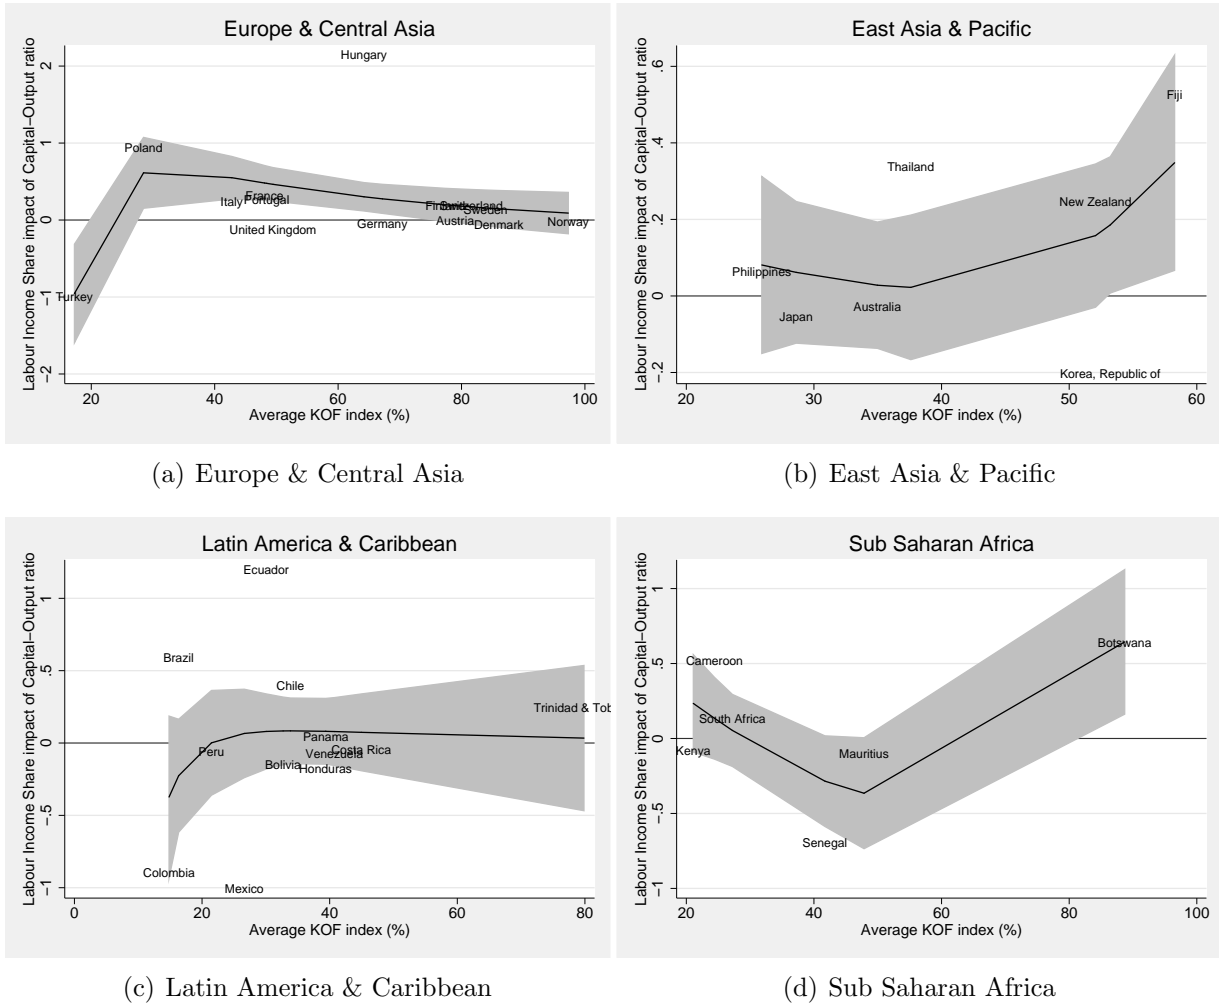 Europe & Central Asia
Labour Income Share impact of Capital−Output ratio
2
1
0
−1
−2
Hungary
Poland
France
Italy
Portugal
Finland
Switzerland
Sweden
United Kingdom
Germany
Austria
Denmark
Norway
Turkey
20 40 60 80 100
Average KOF index (%)
(a) Europe & Central Asia
East Asia & Pacific
Labour Income Share impact of Capital−Output ratio
.6
.4
.2
0
−.2
Fiji
Thailand
New Zealand
Philippines
Japan
Australia
Korea, Republic of
20 30 40 50 60
Average KOF index (%)
(b) East Asia & Pacific
Latin America & Caribbean
Labour Income Share impact of Capital−Output ratio
1
.5
0
−.5
−1
Ecuador
Brazil
Chile
Trinidad & Tob
Panama
Peru
Costa Rica
Venezuela
Bolivia
Honduras
Colombia
Mexico
0 20 40 60 80
Average KOF index (%)
(c) Latin America & Caribbean
Sub Saharan Africa
Labour Income Share impact of Capital−Output ratio
1
.5
0
−.5
−1
Botswana
Cameroon
South Africa
Kenya
Mauritius
Senegal
20 40 60 80 100
Average KOF index (%)
(d) Sub Saharan Africa